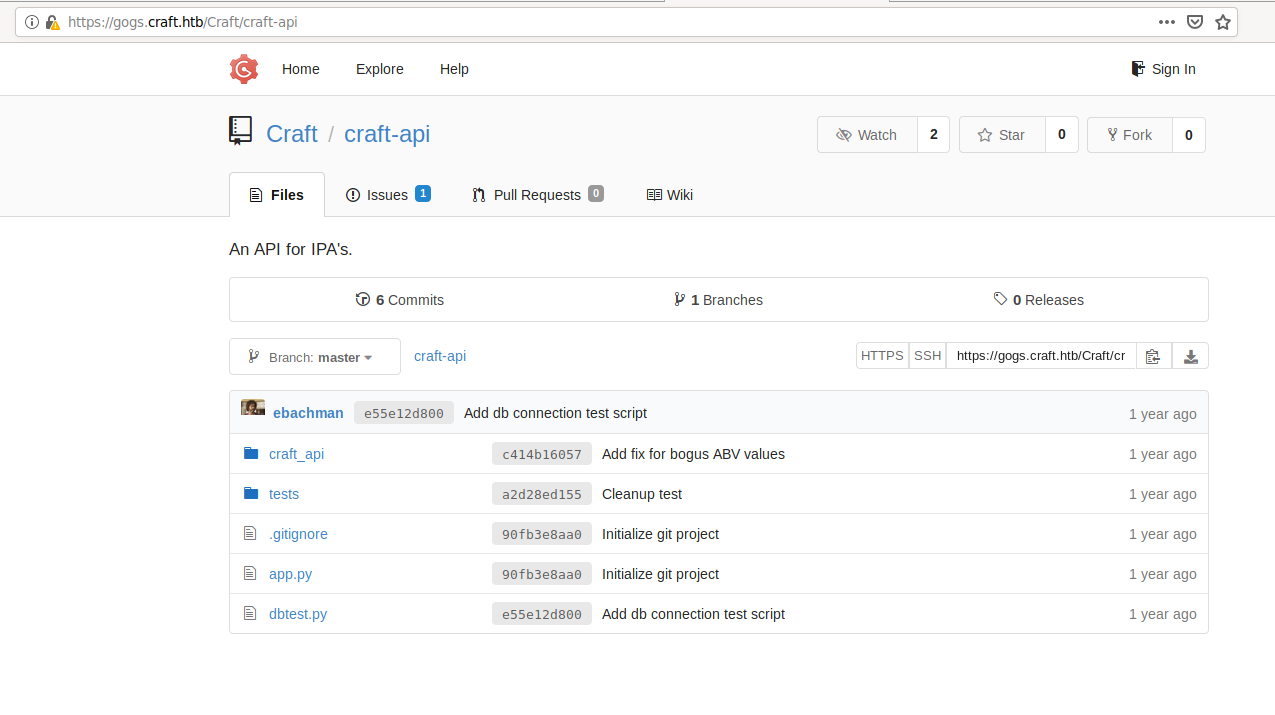 https://gogs.craft.htb/Craft/craft-api
Home Explore Help Sign In
Craft / craft-api
Watch 2 Star 0 Fork 0
Files Issues 1 Pull Requests 0 Wiki
An API for IPA's.
6 Commits 1 Branches 0 Releases
Branch: master craft-api HTTPS SSH https://gogs.craft.htb/Craft/cr
ebachman e55e12d800 Add db connection test script 1 year ago
craft_api c414b16057 Add fix for bogus ABV values 1 year ago
tests a2d28ed155 Cleanup test 1 year ago
.gitignore 90fb3e8aa0 Initialize git project 1 year ago
app.py 90fb3e8aa0 Initialize git project 1 year ago
dbtest.py e55e12d800 Add db connection test script 1 year ago